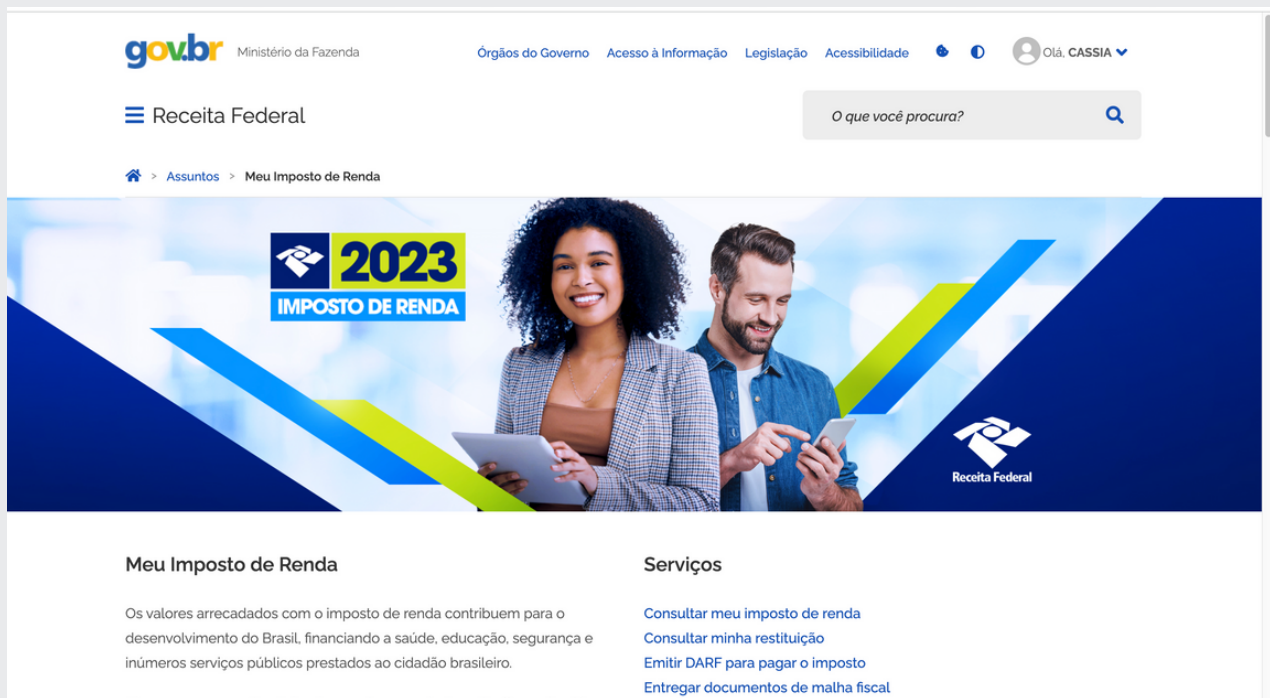 gov.br Ministério da Fazenda
Órgãos do Governo Acesso à Informação Legislação Acessibilidade Olá, CASSIA
Receita Federal
O que você procura?
> Assuntos > Meu Imposto de Renda
2023
IMPOSTO DE RENDA
Receita Federal
Meu Imposto de Renda
Os valores arrecadados com o imposto de renda contribuem para o
desenvolvimento do Brasil, financiando a saúde, educação, segurança e
inúmeros serviços públicos prestados ao cidadão brasileiro.
Serviços
Consultar meu imposto de renda
Consultar minha restituição
Emitir DARF para pagar o imposto
Entregar documentos de malha fiscal